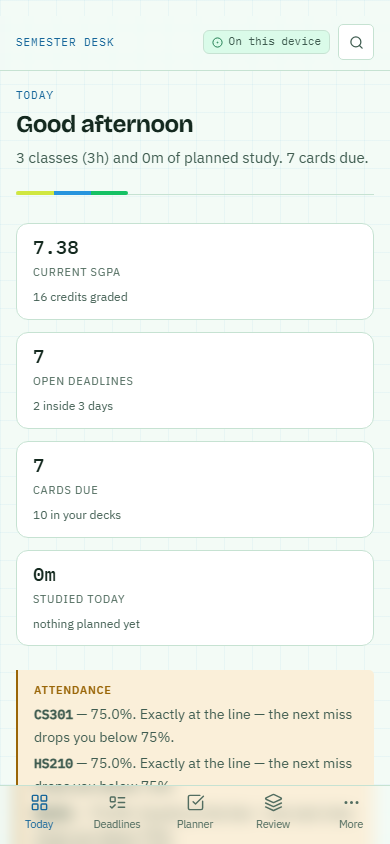 SEMESTER DESK
On this device
TODAY
Good afternoon
3 classes (3h) and 0m of planned study. 7 cards due.
7.38
CURRENT SGPA
16 credits graded
7
OPEN DEADLINES
2 inside 3 days
7
CARDS DUE
10 in your decks
0m
STUDIED TODAY
nothing planned yet
ATTENDANCE
CS301 — 75.0%. Exactly at the line — the next miss
drops you below 75%.
HS210 — 75.0%. Exactly at the line — the next miss
drops you below 75%.
Today
Deadlines
Planner
Review
More